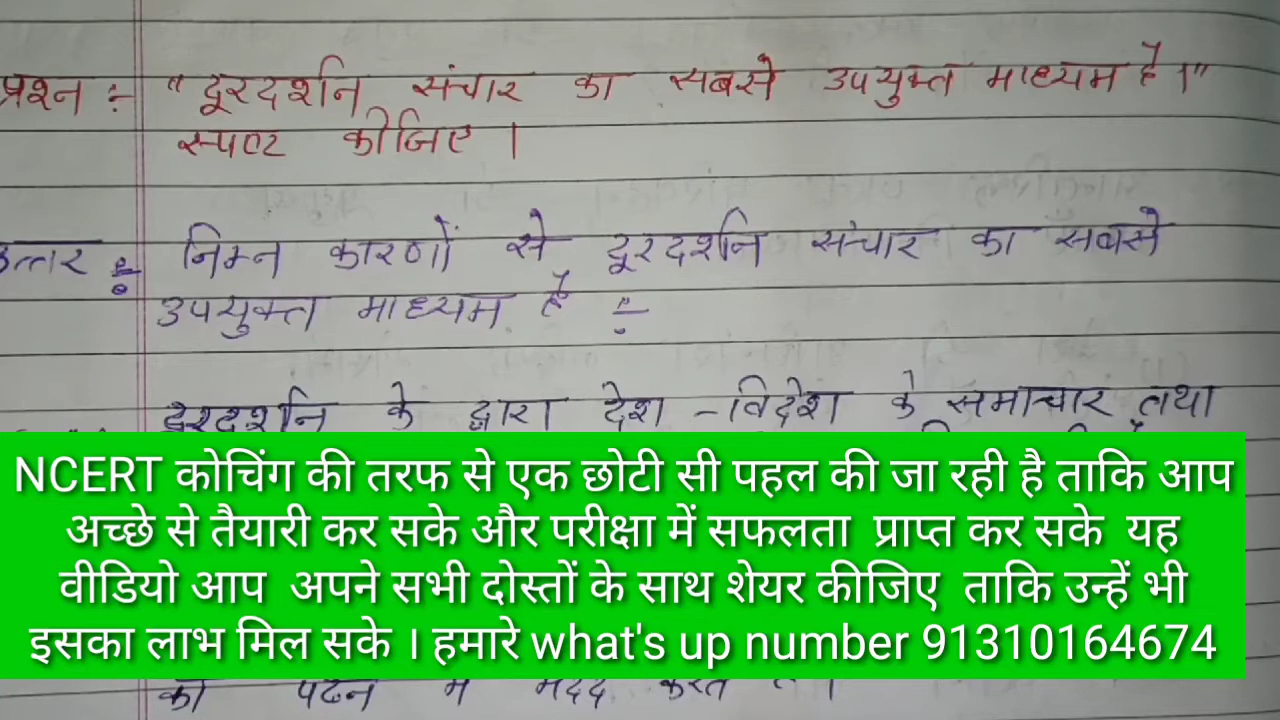 प्रश्न :- " दूरदर्शन संचार का सबसे उपयुक्त माध्यम है ।"
स्पष्ट कीजिए ।
उत्तर :- निम्न कारणों से दूरदर्शन संचार का सबसे
उपयुक्त माध्यम है :-
दूरदर्शन के द्वारा देश - विदेश के समाचार तथा
NCERT कोचिंग की तरफ से एक छोटी सी पहल की जा रही है ताकि आप
अच्छे से तैयारी कर सके और परीक्षा में सफलता प्राप्त कर सके यह
वीडियो आप अपने सभी दोस्तों के साथ शेयर कीजिए ताकि उन्हें भी
इसका लाभ मिल सके । हमारे what's up number 91310164674
को पढने में मदद करते